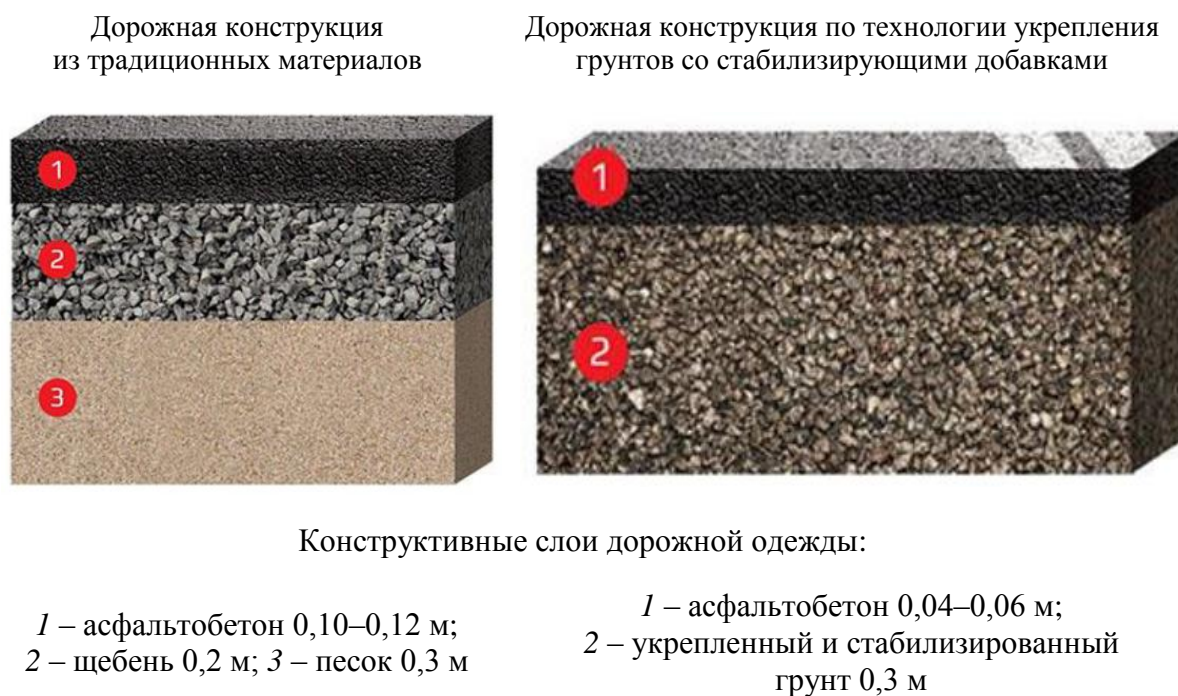 Дорожная конструкция
из традиционных материалов
Дорожная конструкция по технологии укрепления
грунтов со стабилизирующими добавками
1
2
3
1
2
Конструктивные слои дорожной одежды:
1 – асфальтобетон 0,10–0,12 м;
2 – щебень 0,2 м; 3 – песок 0,3 м
1 – асфальтобетон 0,04–0,06 м;
2 – укрепленный и стабилизированный
грунт 0,3 м